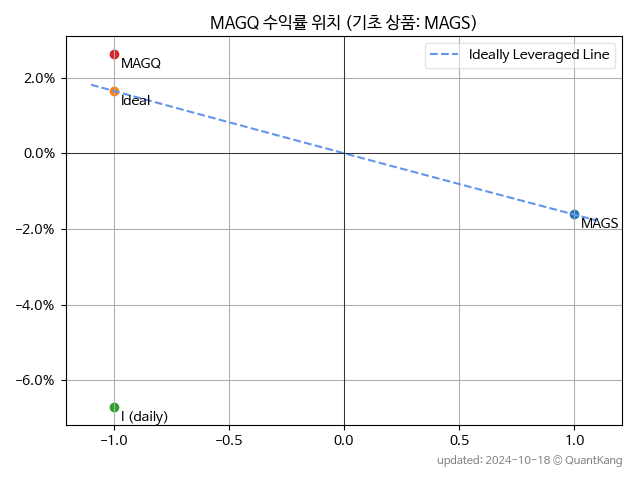 MAGQ 수익률 위치 (기초 상품: MAGS)
Ideally Leveraged Line
MAGQ
Ideal
MAGS
I (daily)
2.0%
0.0%
−2.0%
−4.0%
−6.0%
−1.0 −0.5 0.0 0.5 1.0
updated: 2024-10-18 © QuantKang